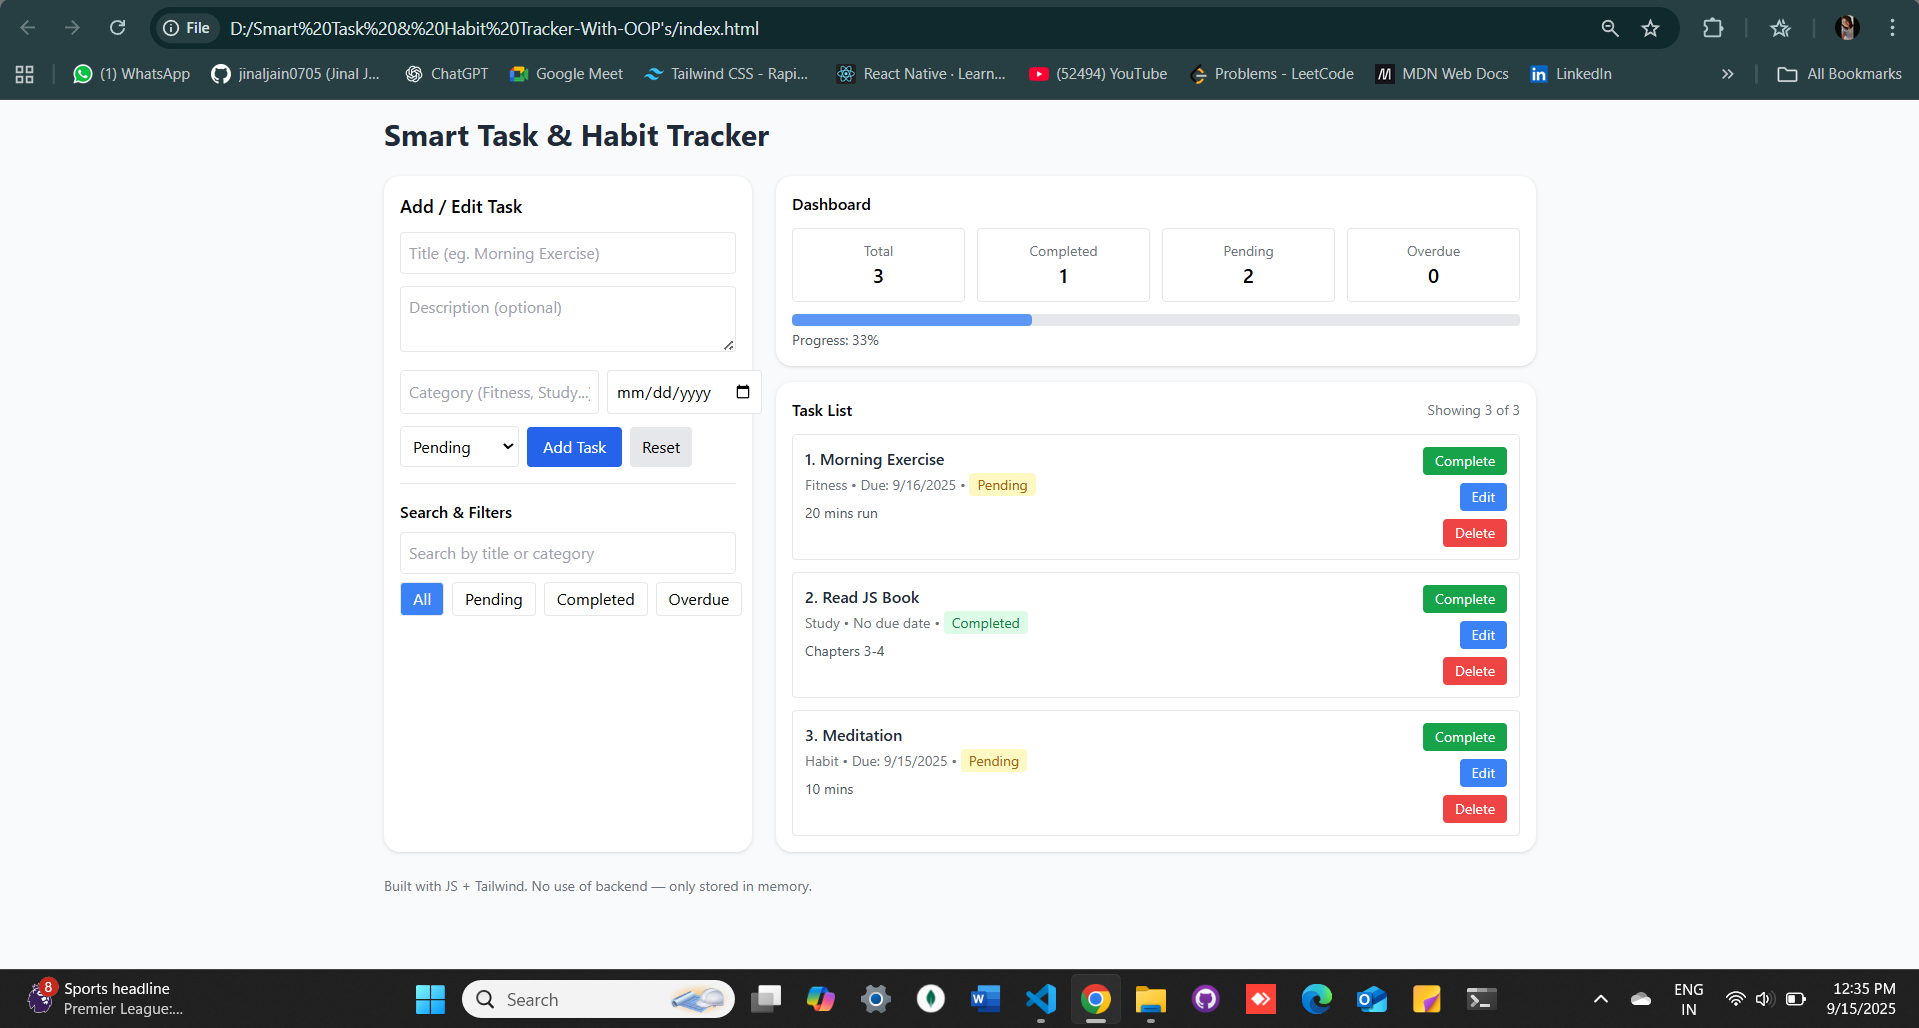 File D:/Smart%20Task%20&%20Habit%20Tracker-With-OOP's/index.html
(1) WhatsApp jinaljain0705 (Jinal J... ChatGPT Google Meet Tailwind CSS - Rapi... React Native · Learn... (52494) YouTube Problems - LeetCode MDN Web Docs LinkedIn All Bookmarks
Smart Task & Habit Tracker
Add / Edit Task
Title (eg. Morning Exercise)
Description (optional)
Category (Fitness, Study...)
mm/dd/yyyy
Pending Add Task Reset
Search & Filters
Search by title or category
All Pending Completed Overdue
Dashboard
Total Completed Pending Overdue
3 1 2 0
Progress: 33%
Task List Showing 3 of 3
1. Morning Exercise Complete
Fitness • Due: 9/16/2025 • Pending Edit
20 mins run
Delete
2. Read JS Book Complete
Study • No due date • Completed Edit
Chapters 3-4
Delete
3. Meditation Complete
Habit • Due: 9/15/2025 • Pending Edit
10 mins
Delete
Built with JS + Tailwind. No use of backend — only stored in memory.
8 Sports headline
Premier League:...
Search
ENG
IN
12:35 PM
9/15/2025